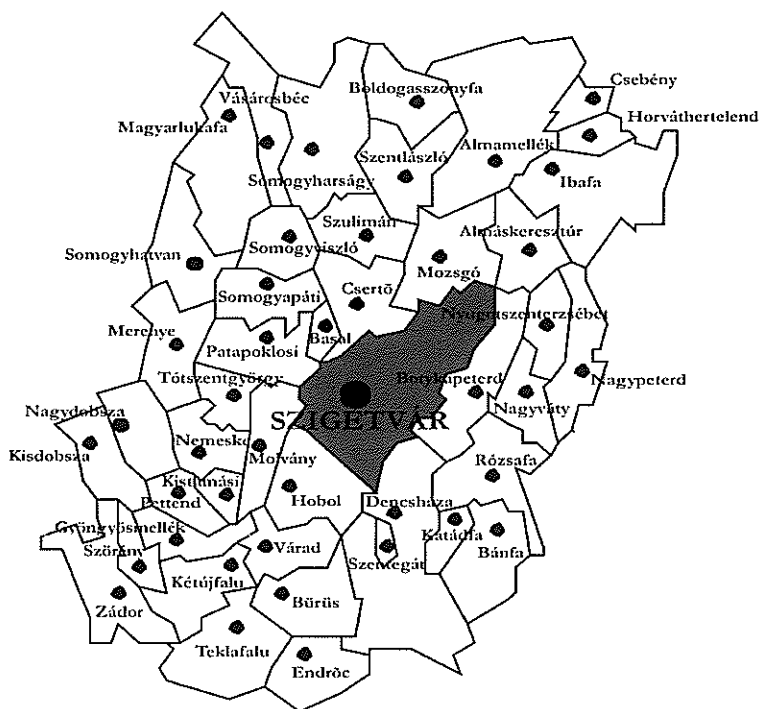 Csebény
Boldogasszonyfa
Vásárosbéc
Horváthertelend
Magyarlukafa
Almamellék
Szentlászló
Somogyharságy
Ibafa
Szulimán
Almáskeresztúr
Somogyviszló
Somogyhatvan
Mozsgó
Csertõ
Somogyapáti
Nyugotszenterzsébet
Merenye
Basal
Patapoklosi
Nagypeterd
Tótszentgyörgy
Botykapeterd
Nagyváty
Nagydobsza
SZIGETVÁR
Nemeske
Molvány
Kisdobsza
Rózsafa
Kistamási
Pettend
Hobol
Dencsháza
Gyöngyösmellék
Katádfa
Bánfa
Szörény
Várad
Szentegát
Kétújfalu
Zádor
Bürüs
Teklafalu
Endrõc